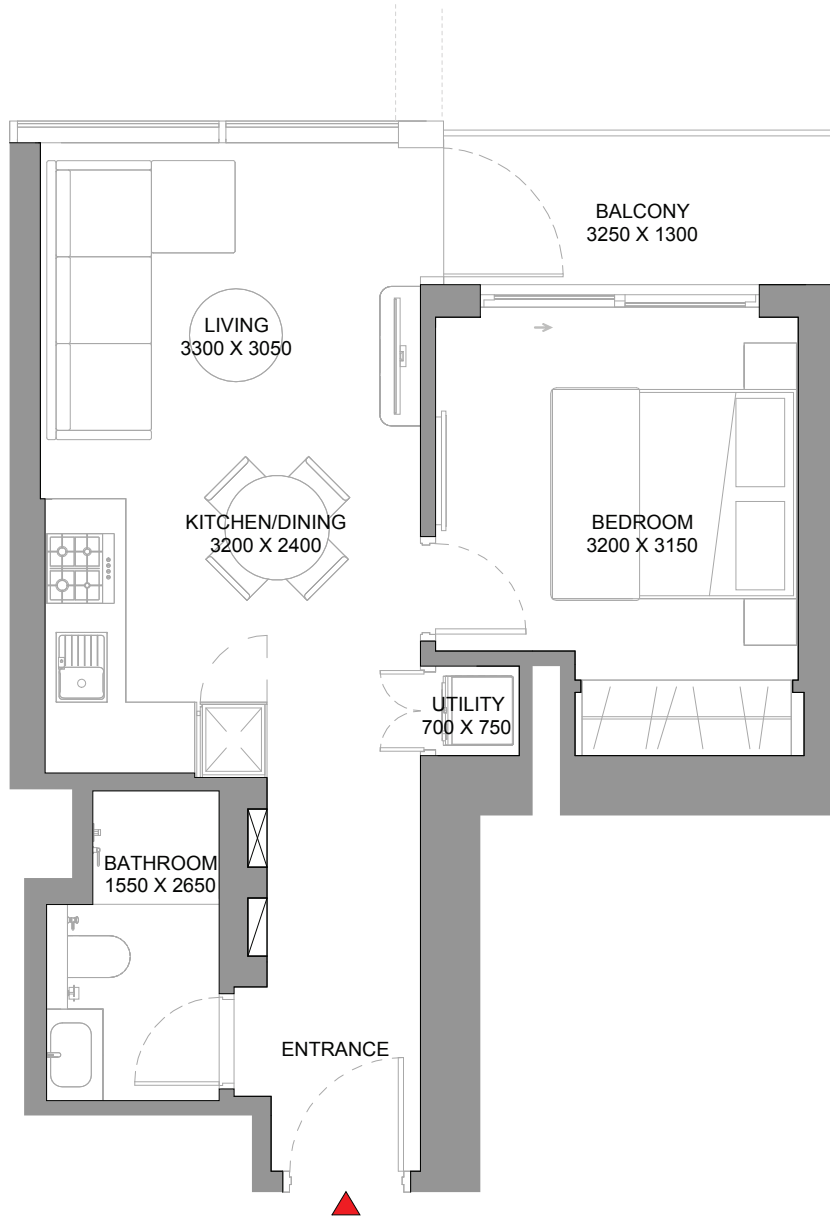 BALCONY
3250 X 1300
LIVING
3300 X 3050
KITCHEN/DINING
3200 X 2400
BEDROOM
3200 X 3150
UTILITY
700 X 750
BATHROOM
1550 X 2650
ENTRANCE